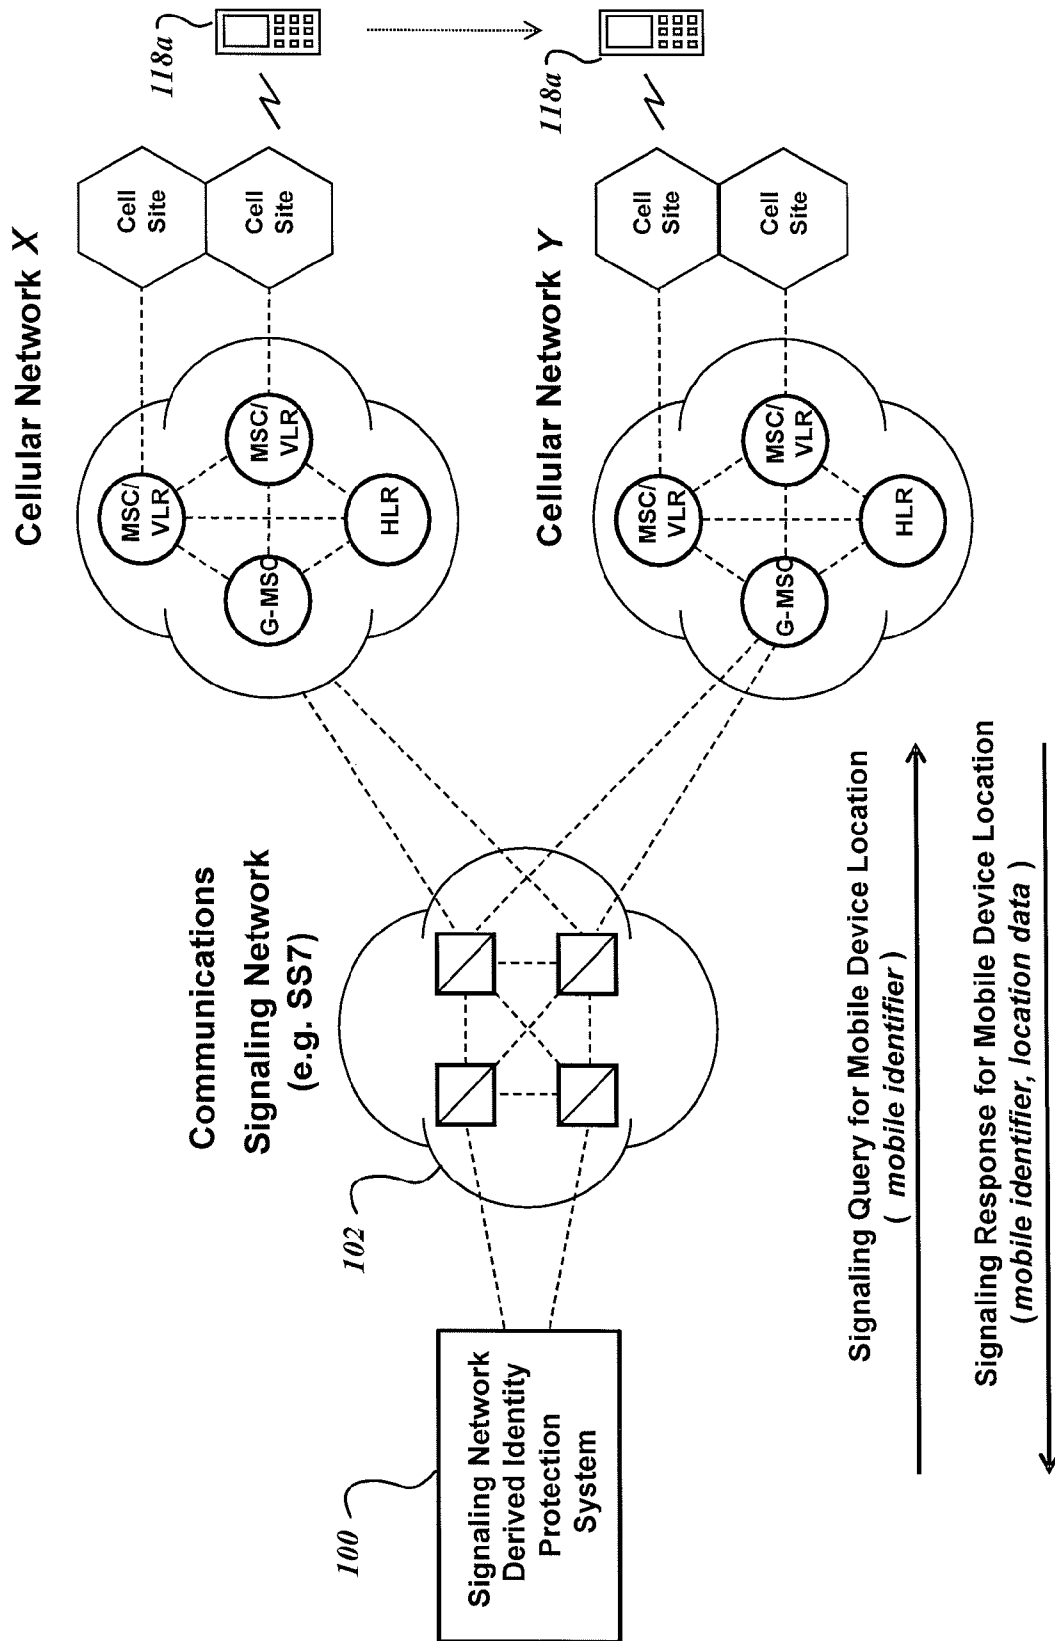 Cellular Network X
118a
Cell
Site
Cell
Site
MSC/
VLR
MSC/
VLR
G-MSC
HLR
Communications
Signaling Network
(e.g. SS7)
102
100
Signaling Network
Derived Identity
Protection
System
Cellular Network Y
118a
Cell
Site
Cell
Site
MSC/
VLR
MSC/
VLR
G-MSC
HLR
Signaling Query for Mobile Device Location
( mobile identifier )
Signaling Response for Mobile Device Location
(mobile identifier, location data )